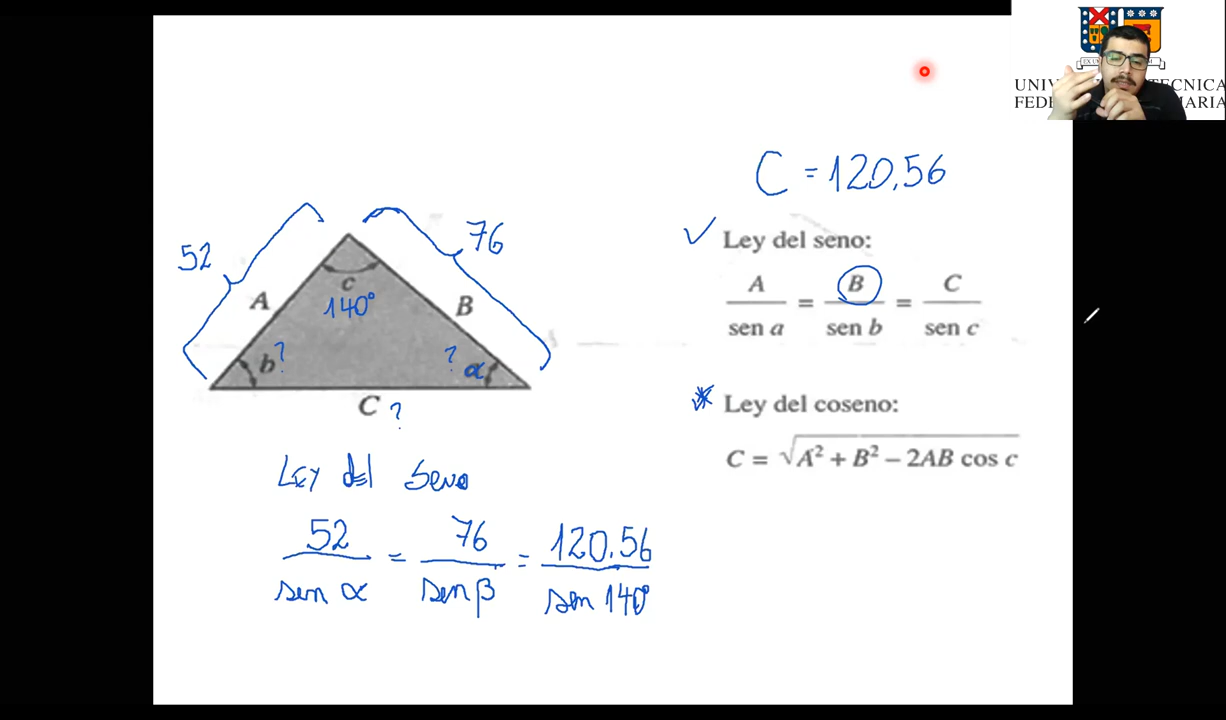 UNIV TECNICA
FEDE ARIA
C = 120.56
52
76
✓ Ley del seno:
A / sen a = B / sen b = C / sen c
c
A
140°
B
b?
? α
C ?
* Ley del coseno:
C = √A² + B² − 2AB cos c
Ley del Seno
52 / sen α = 76 / sen β = 120.56 / sen 140°